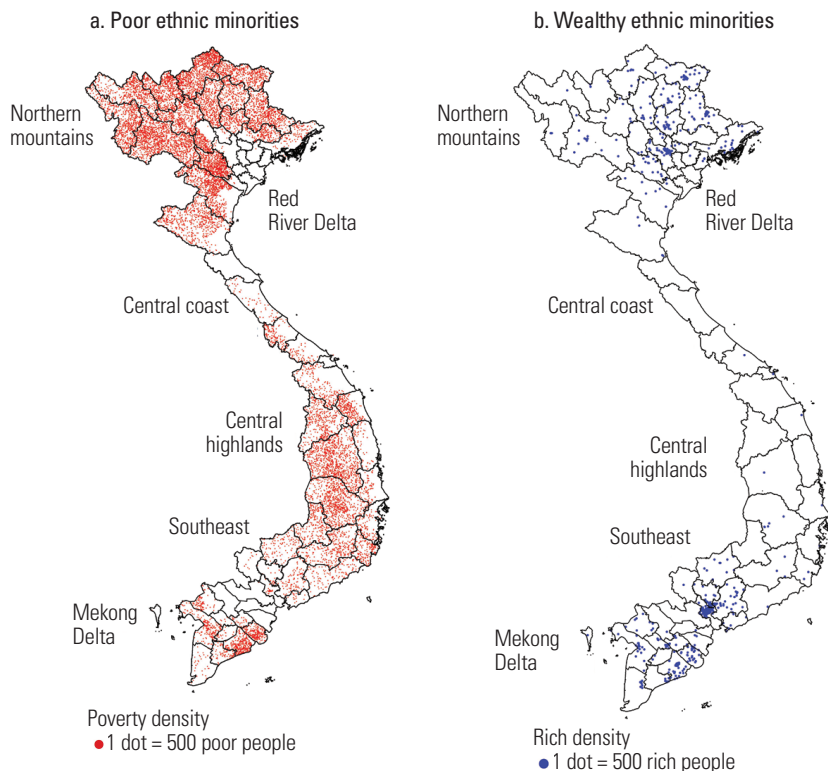 a. Poor ethnic minorities
Northern
mountains
Red
River Delta
Central coast
Central
highlands
Southeast
Mekong
Delta
Poverty density
1 dot = 500 poor people
b. Wealthy ethnic minorities
Northern
mountains
Red
River Delta
Central coast
Central
highlands
Southeast
Mekong
Delta
Rich density
1 dot = 500 rich people